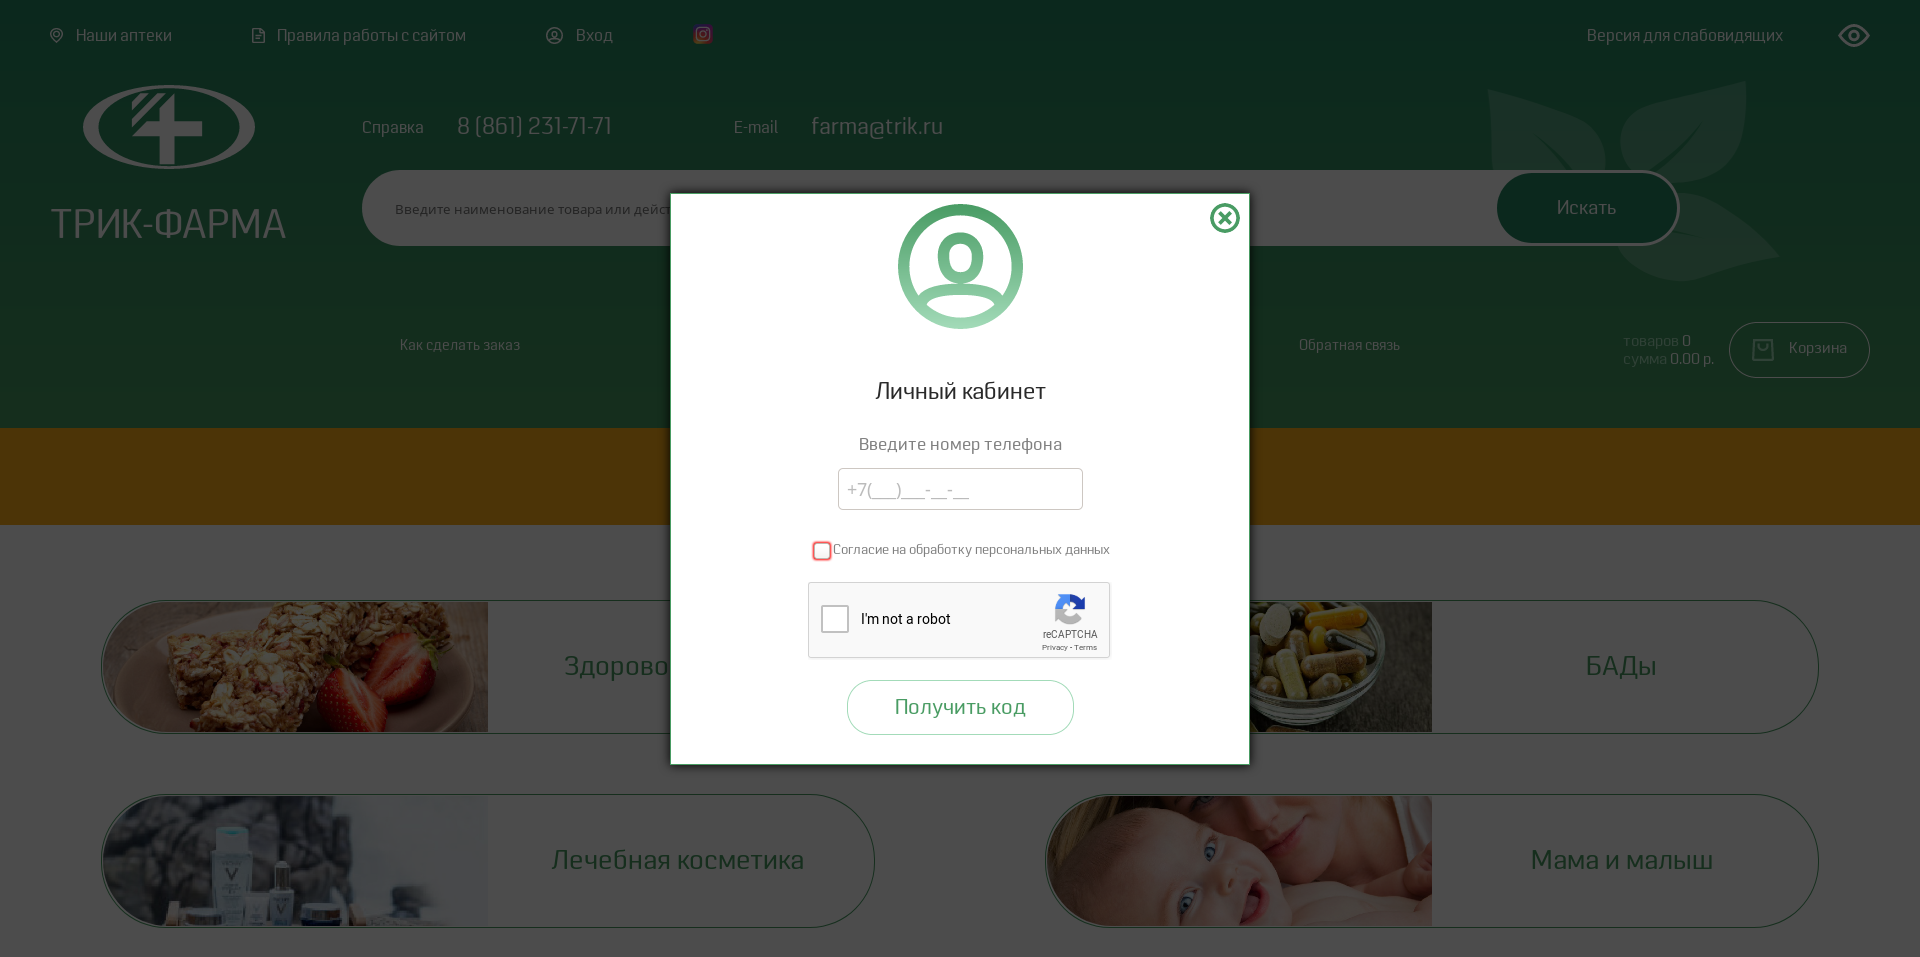 Наши аптеки
Правила работы с сайтом
Вход
Версия для слабовидящих
ТРИК-ФАРМА
Справка
8 (861) 231-71-71
E-mail
farma@trik.ru
Введите наименование товара или дейст
Искать
Как сделать заказ
Обратная связь
товаров 0
сумма 0.00 р.
Корзина
Личный кабинет
Введите номер телефона
+7(___)___-__-__
Согласие на обработку персональных данных
I'm not a robot
reCAPTCHA
Privacy - Terms
Получить код
Здорово
БАДы
Лечебная косметика
Мама и малыш